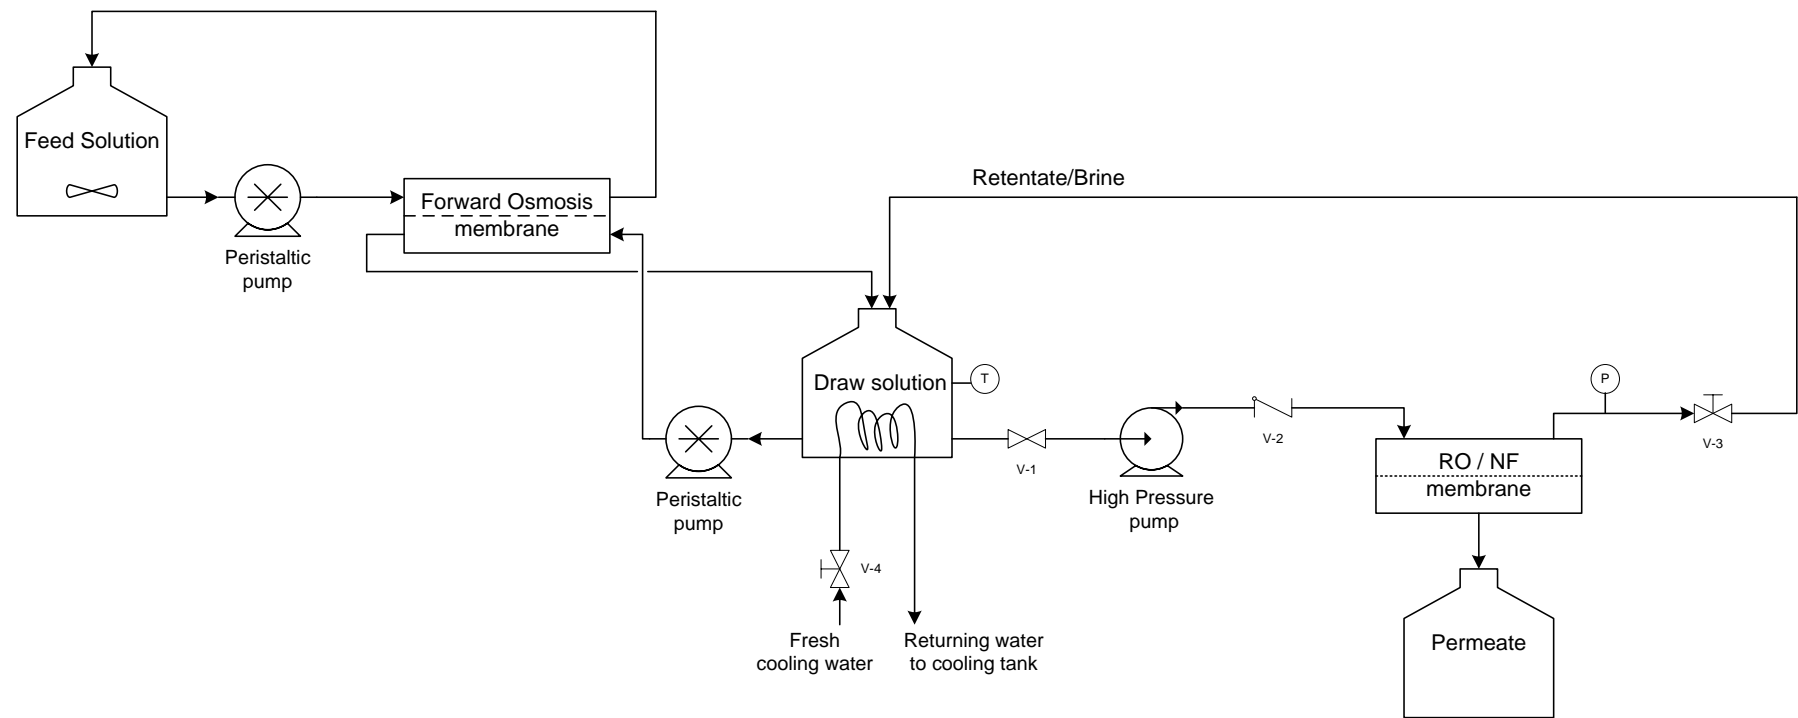 Feed Solution
Peristaltic
pump
Forward Osmosis
membrane
Retentate/Brine
Draw solution
T
Peristaltic
pump
V-4
Fresh
cooling water
Returning water
to cooling tank
V-1
High Pressure
pump
V-2
RO / NF
membrane
P
V-3
Permeate